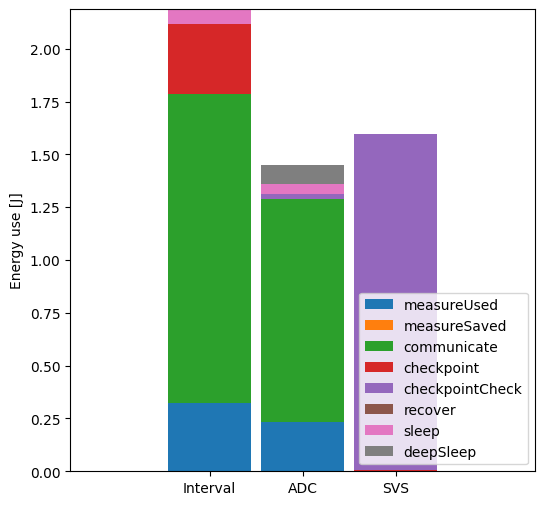 Energy use [J]
2.00
1.75
1.50
1.25
1.00
0.75
0.50
0.25
0.00
measureUsed
measureSaved
communicate
checkpoint
checkpointCheck
recover
sleep
deepSleep
Interval
ADC
SVS